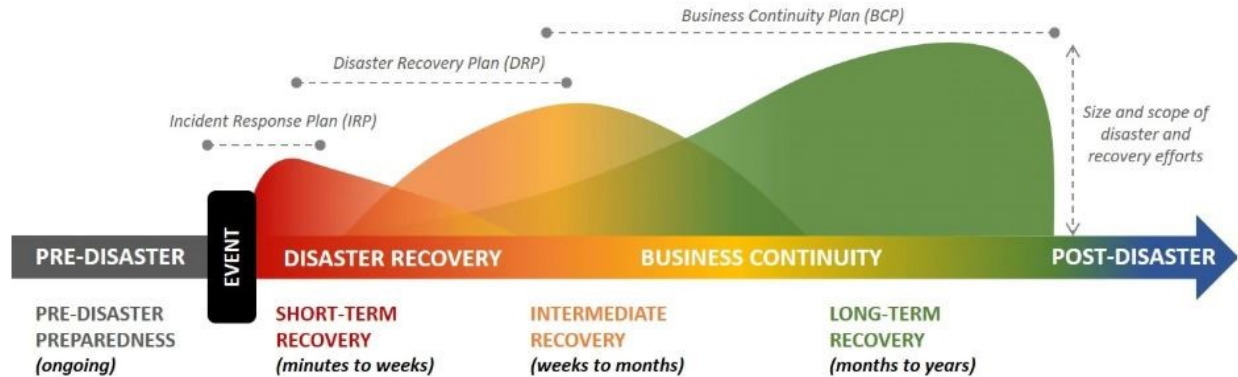 Business Continuity Plan (BCP)
Disaster Recovery Plan (DRP)
Incident Response Plan (IRP)
Size and scope of
disaster and
recovery efforts
PRE-DISASTER
EVENT
DISASTER RECOVERY
BUSINESS CONTINUITY
POST-DISASTER
PRE-DISASTER
PREPAREDNESS
(ongoing)
SHORT-TERM
RECOVERY
(minutes to weeks)
INTERMEDIATE
RECOVERY
(weeks to months)
LONG-TERM
RECOVERY
(months to years)